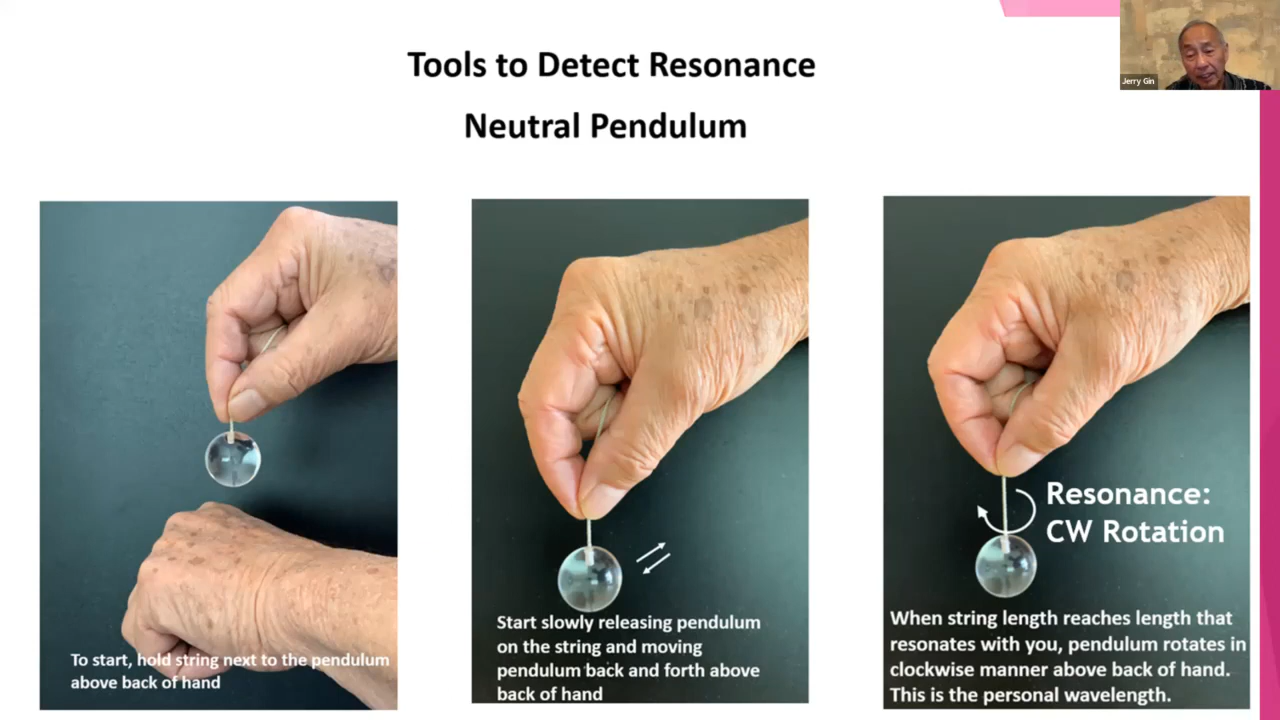 Tools to Detect Resonance
Neutral Pendulum
Jerry Gin
To start, hold string next to the pendulum
above back of hand
Start slowly releasing pendulum
on the string and moving
pendulum back and forth above
back of hand
Resonance:
CW Rotation
When string length reaches length that
resonates with you, pendulum rotates in
clockwise manner above back of hand.
This is the personal wavelength.